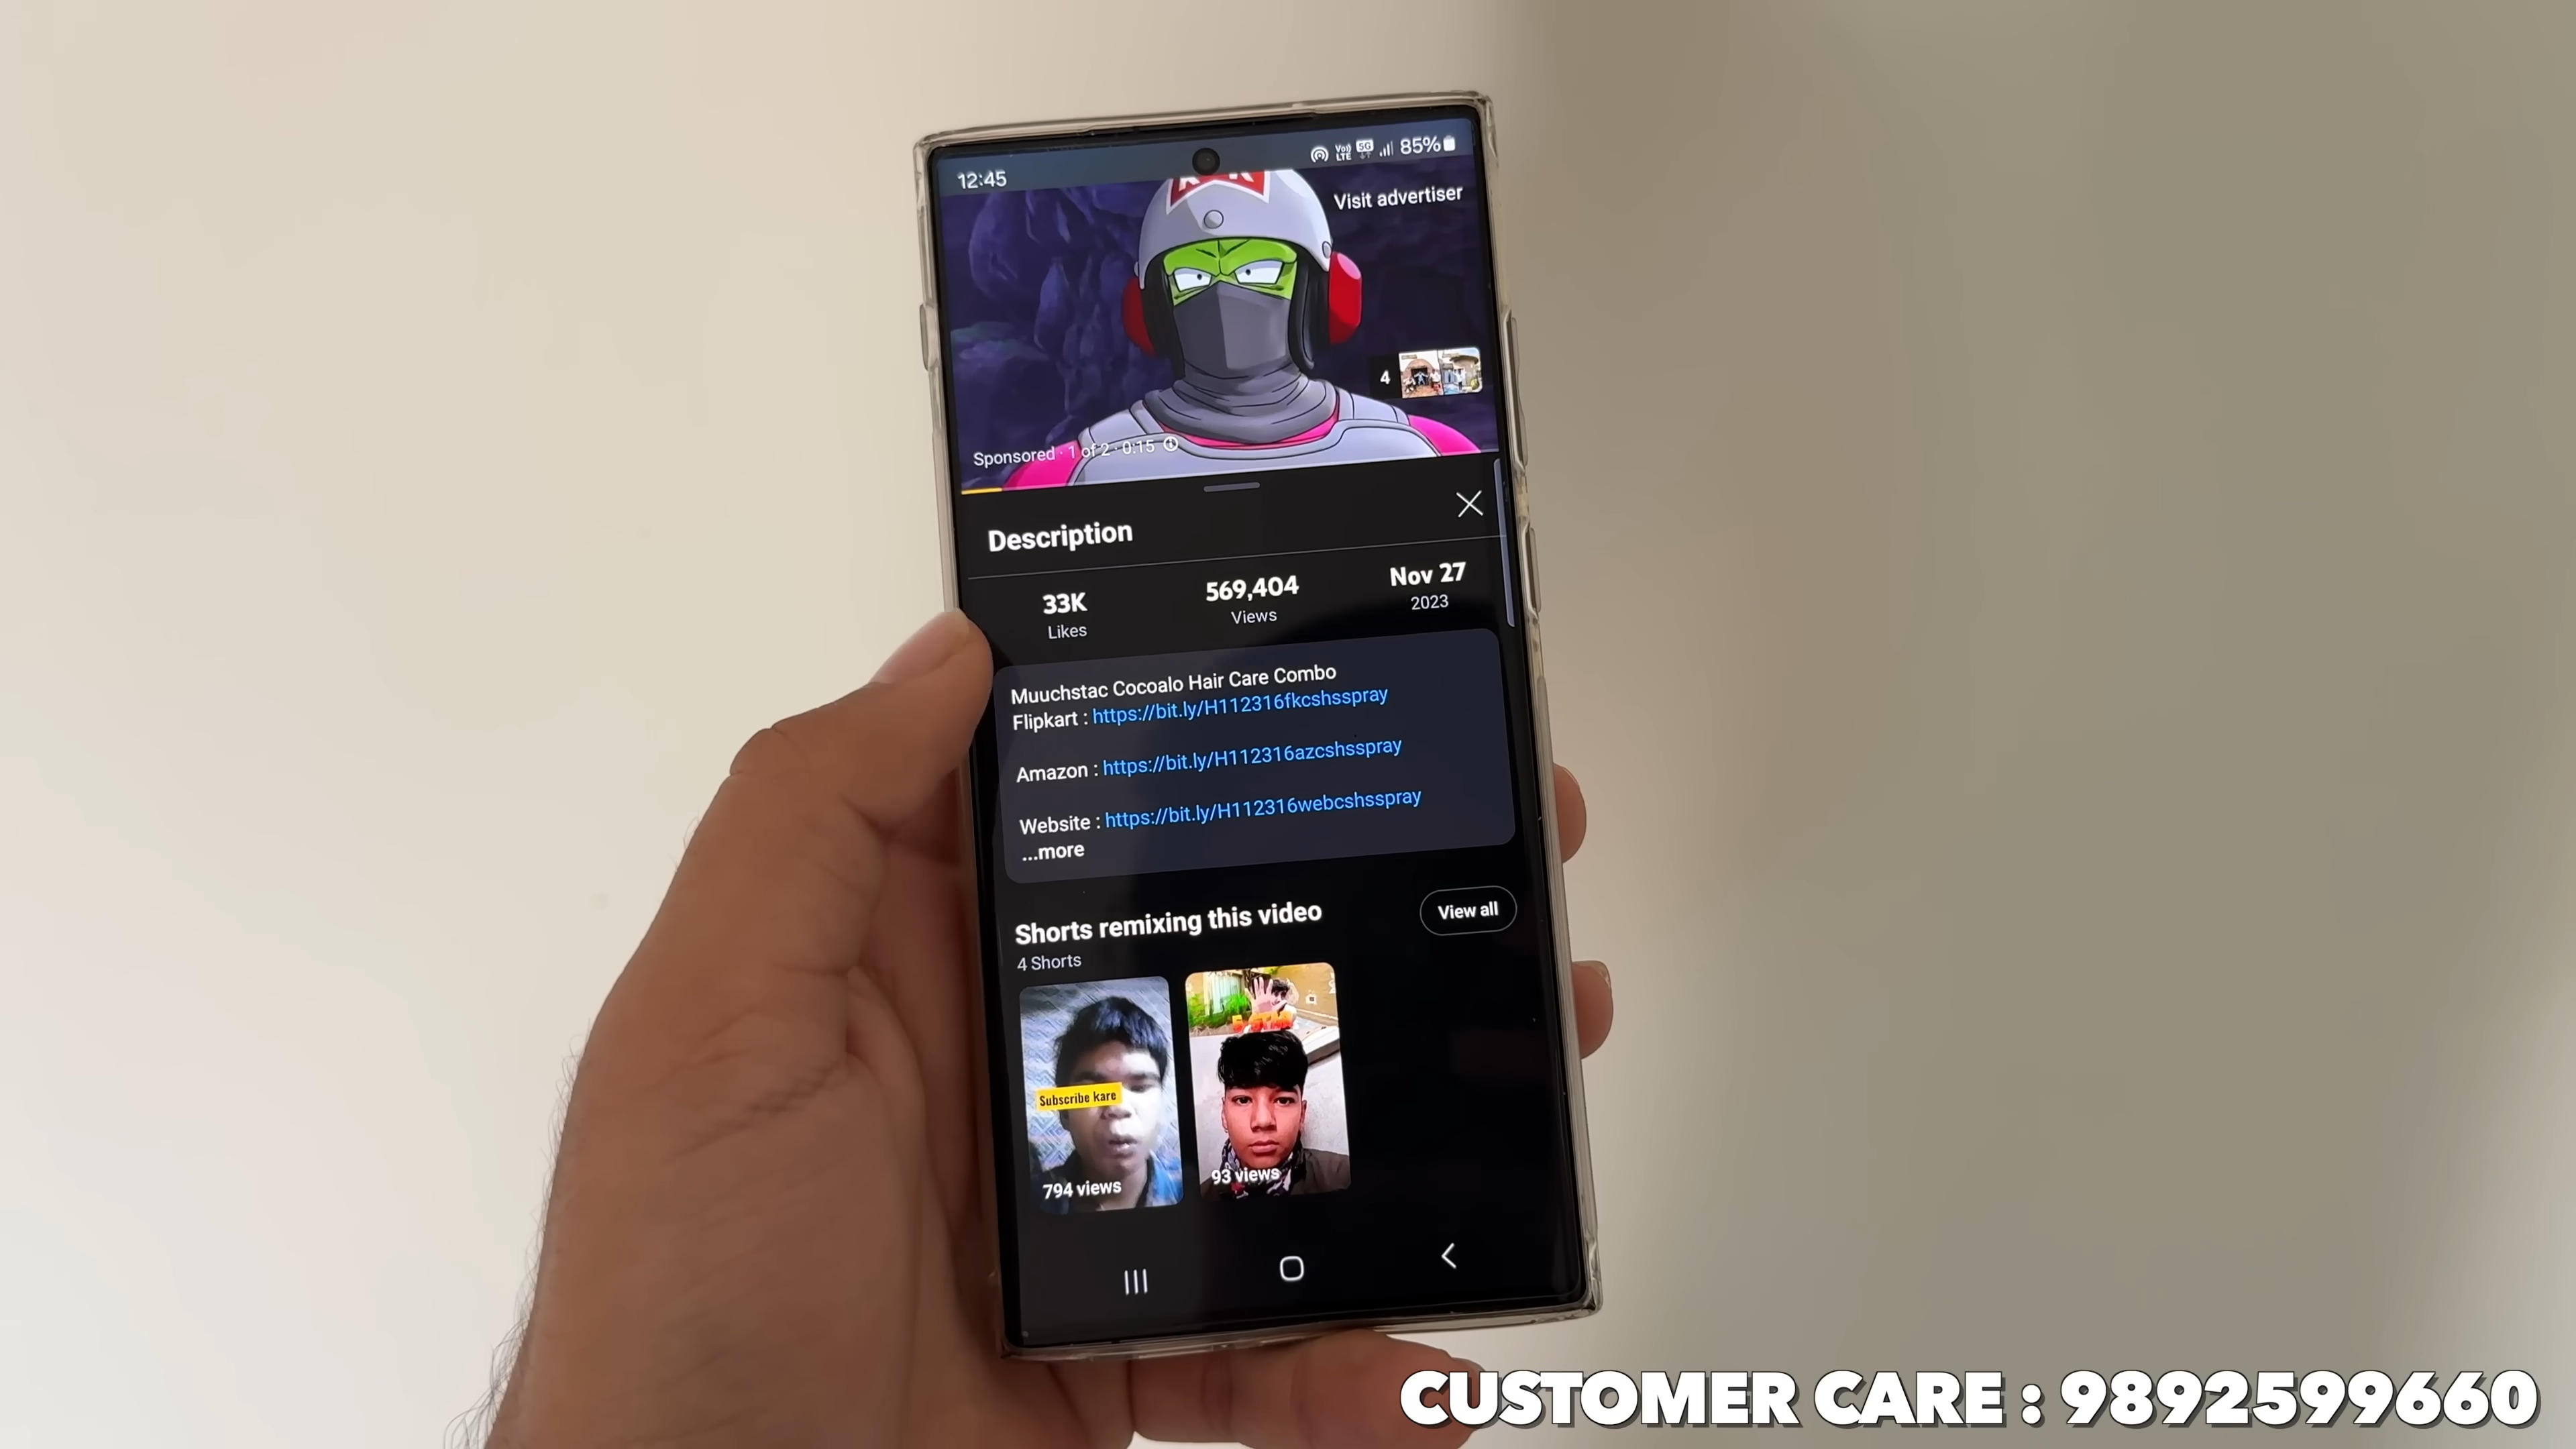 12:45
Vo))
LTE
5G
85%
Visit advertiser
4
Sponsored · 1 of 2 · 0:15
Description
33K
Likes
569,404
Views
Nov 27
2023
Muuchstac Cocoalo Hair Care Combo
Flipkart : https://bit.ly/H112316fkcshsspray
Amazon : https://bit.ly/H112316azcshsspray
Website : https://bit.ly/H112316webcshsspray
...more
Shorts remixing this video
View all
4 Shorts
Subscribe kare
794 views
93 views
CUSTOMER CARE : 9892599660